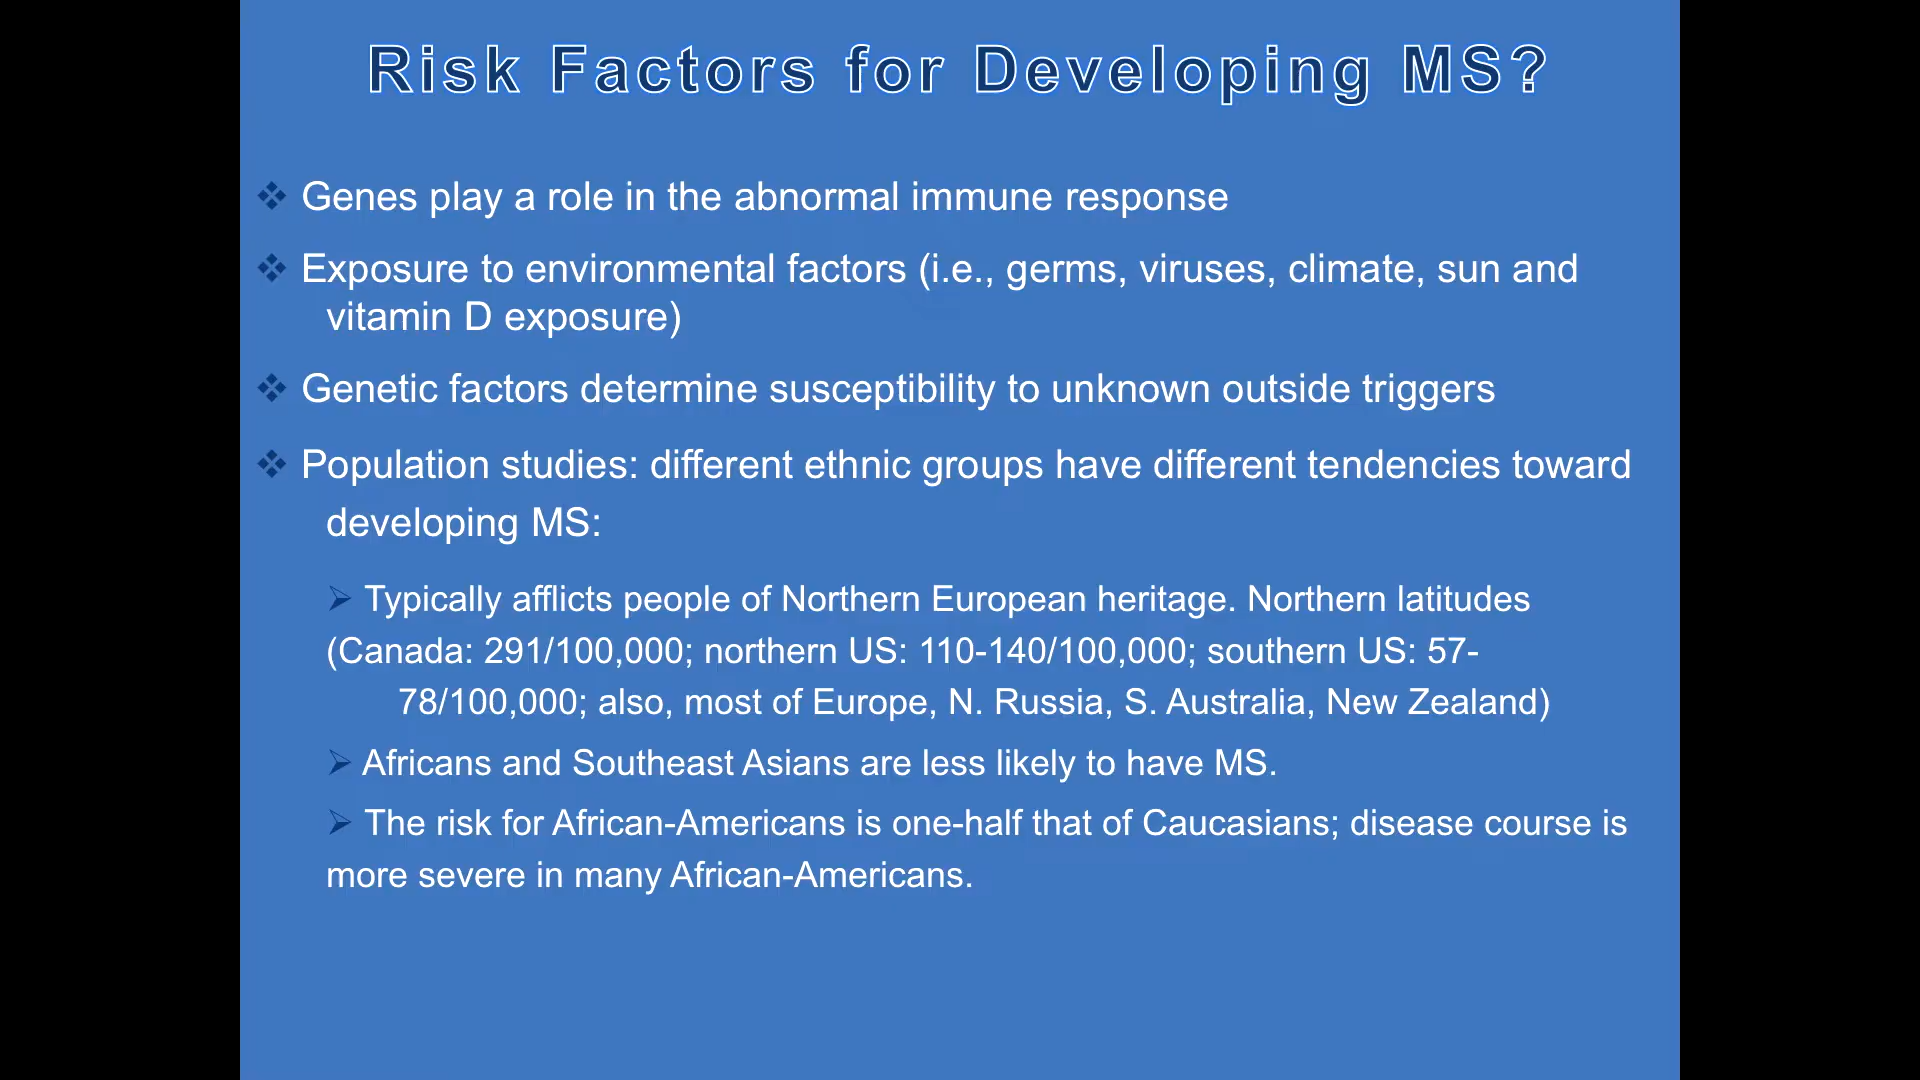 Risk Factors for Developing MS?
❖ Genes play a role in the abnormal immune response
❖ Exposure to environmental factors (i.e., germs, viruses, climate, sun and
vitamin D exposure)
❖ Genetic factors determine susceptibility to unknown outside triggers
❖ Population studies: different ethnic groups have different tendencies toward
developing MS:
➢ Typically afflicts people of Northern European heritage. Northern latitudes
(Canada: 291/100,000; northern US: 110-140/100,000; southern US: 57-
78/100,000; also, most of Europe, N. Russia, S. Australia, New Zealand)
➢ Africans and Southeast Asians are less likely to have MS.
➢ The risk for African-Americans is one-half that of Caucasians; disease course is
more severe in many African-Americans.